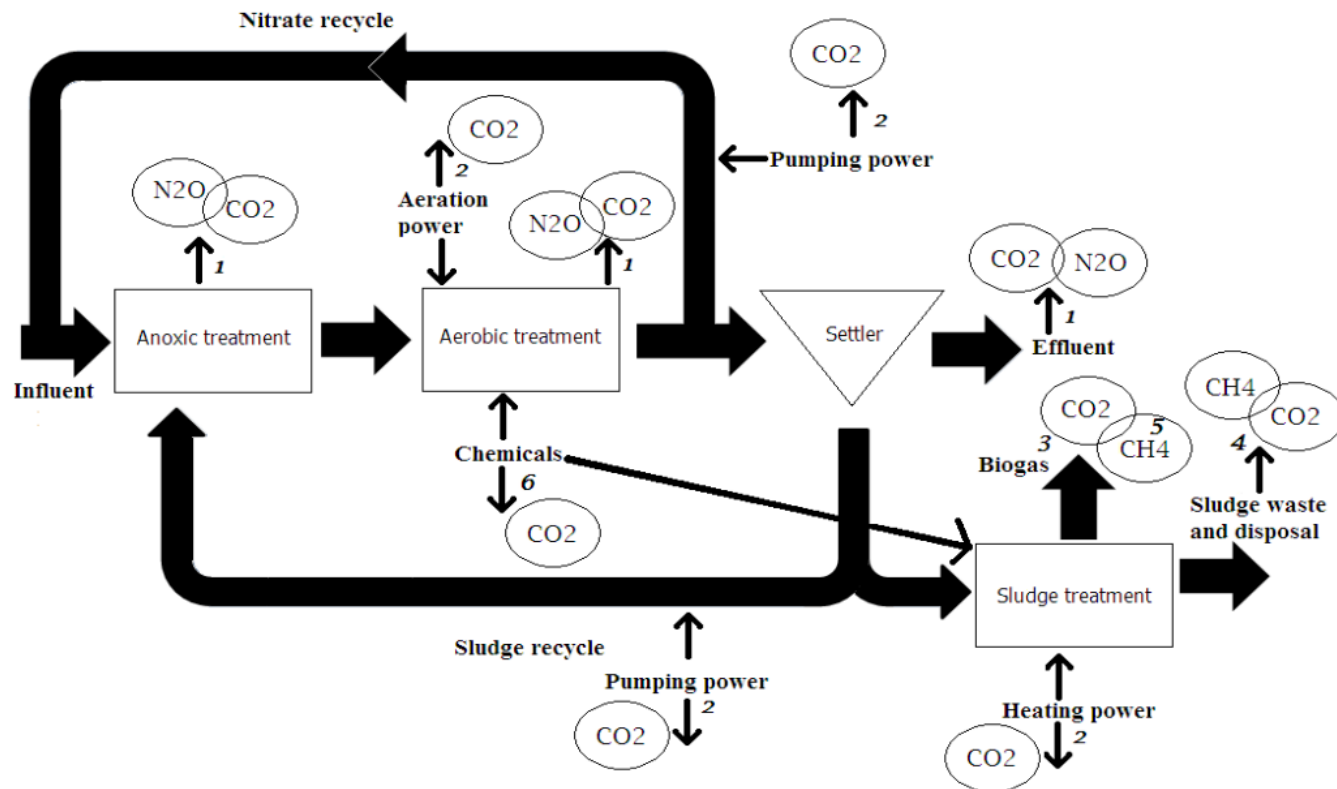 Nitrate recycle
CO2
2
Pumping power
CO2
2
Aeration
power
N2O
CO2
1
N2O
CO2
1
CO2
N2O
1
Effluent
Influent
Anoxic treatment
Aerobic treatment
Settler
CH4
CO2
4
Sludge waste
and disposal
CO2
5
CH4
3
Biogas
Chemicals
6
CO2
Sludge treatment
Sludge recycle
Pumping power
2
CO2
Heating power
2
CO2